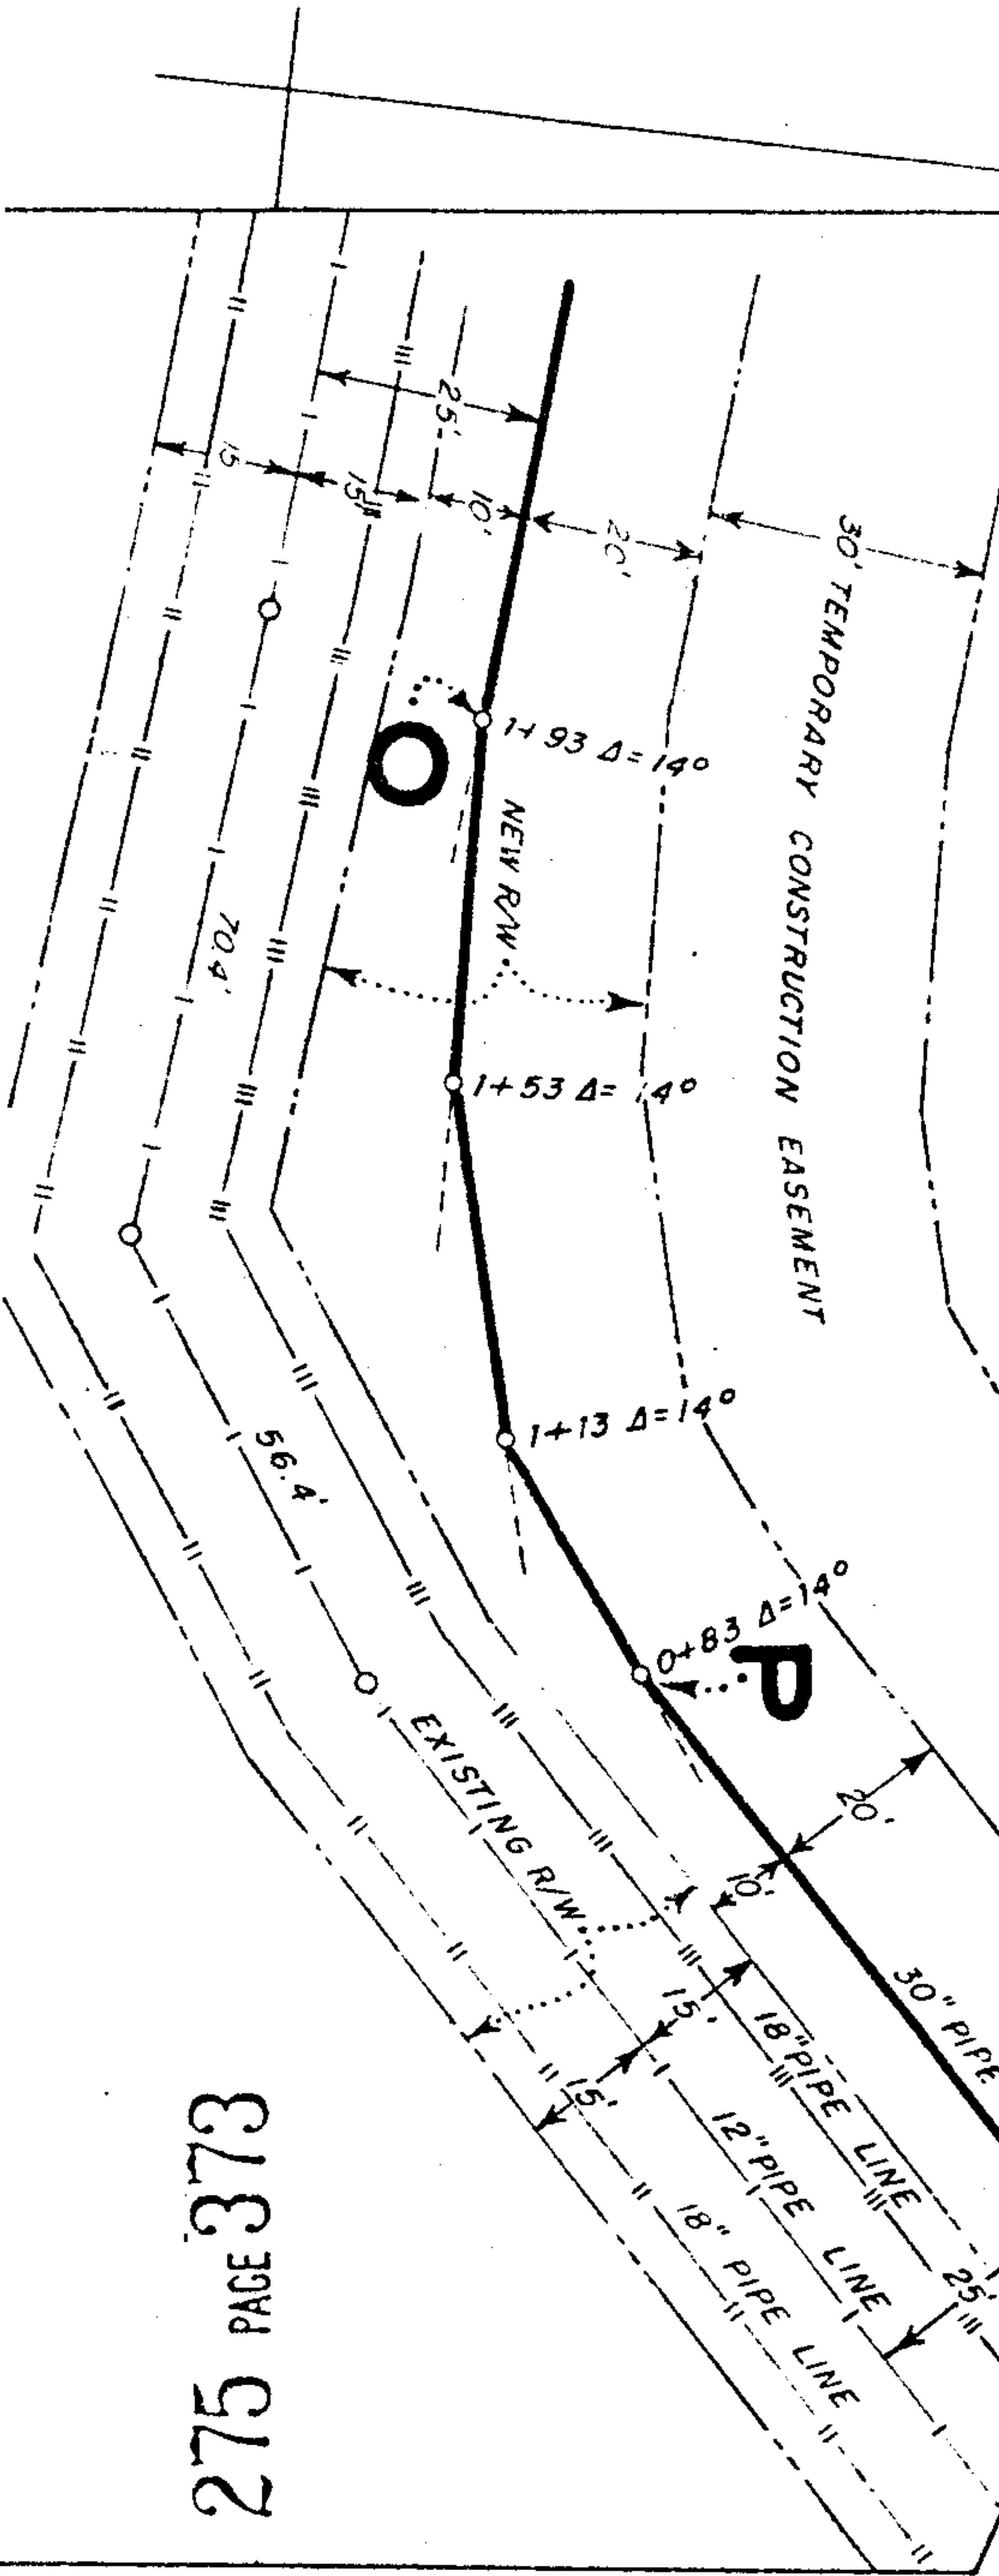 25'
15
15'
10'
20'
30' TEMPORARY CONSTRUCTION EASEMENT
O
1+93 Δ=14°
NEW R/W
70.4'
1+53 Δ=14°
1+13 Δ=14°
56.4'
0+83 Δ=14°
P
EXISTING R/W
20'
10'
15'
15'
30" PIPE
18" PIPE LINE
12" PIPE LINE
18" PIPE LINE
25'
275 PAGE 373